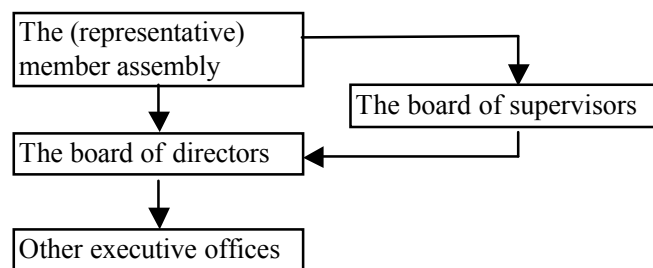 The (representative)
member assembly
The board of supervisors
The board of directors
Other executive offices